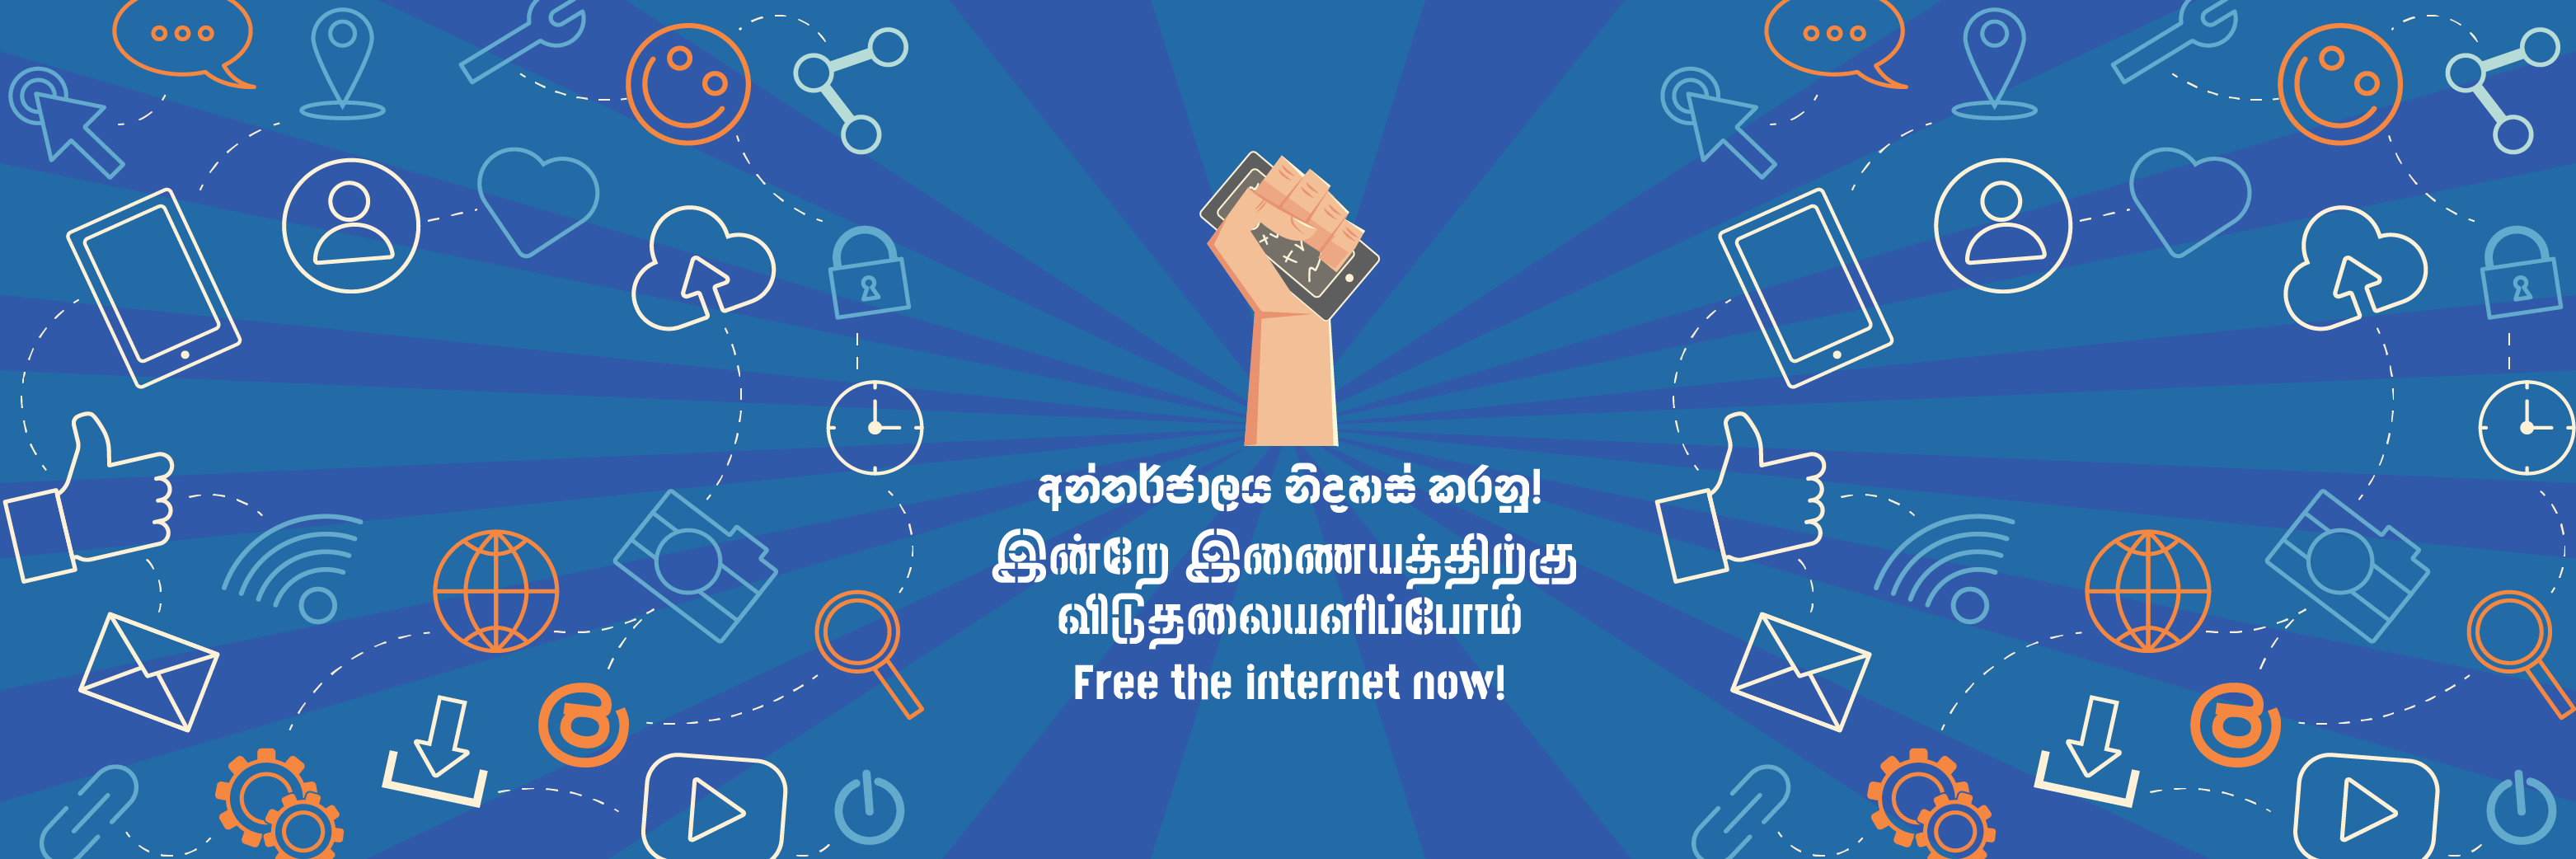 අන්තර්ජාලය නිදහස් කරනු!
இன்றே இணையத்திற்கு
விடுதலையளிப்போம்
Free the internet now!